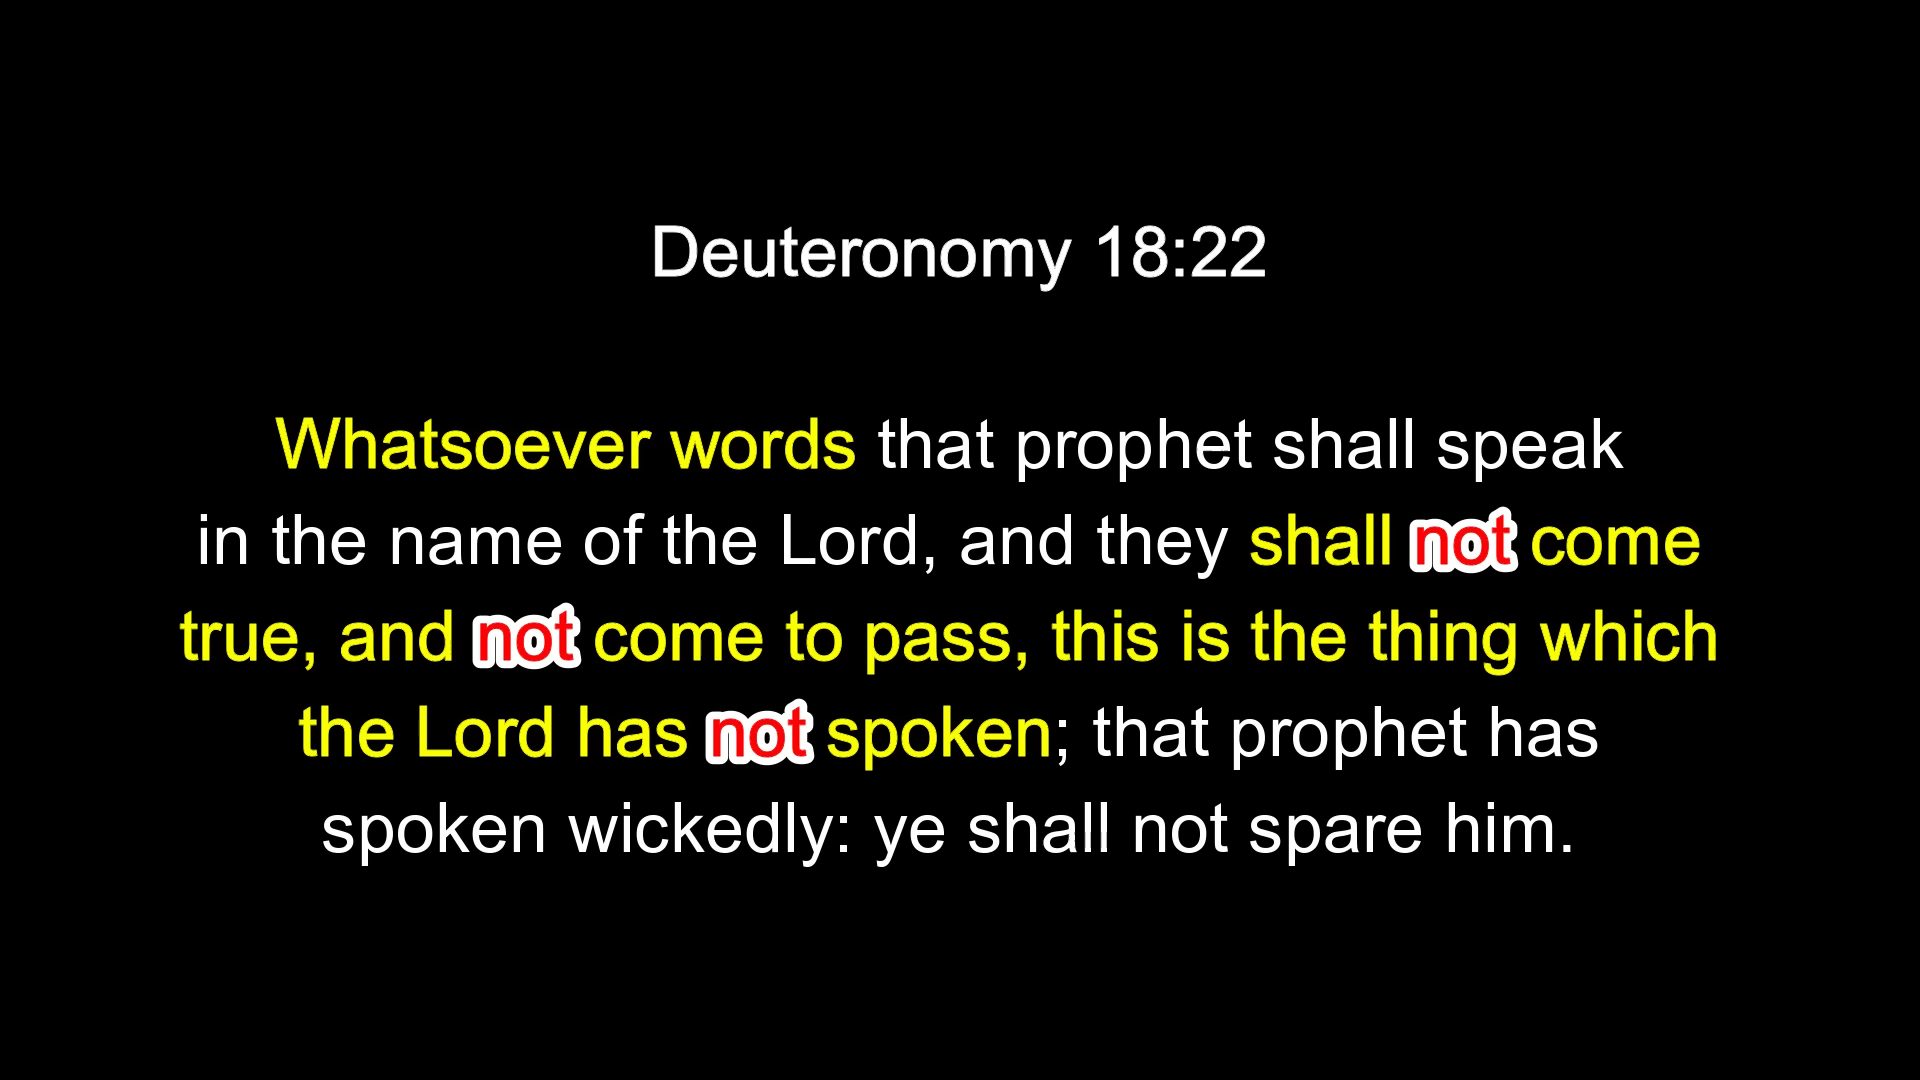 Deuteronomy 18:22
Whatsoever words that prophet shall speak
in the name of the Lord, and they shall not come
true, and not come to pass, this is the thing which
the Lord has not spoken; that prophet has
spoken wickedly: ye shall not spare him.